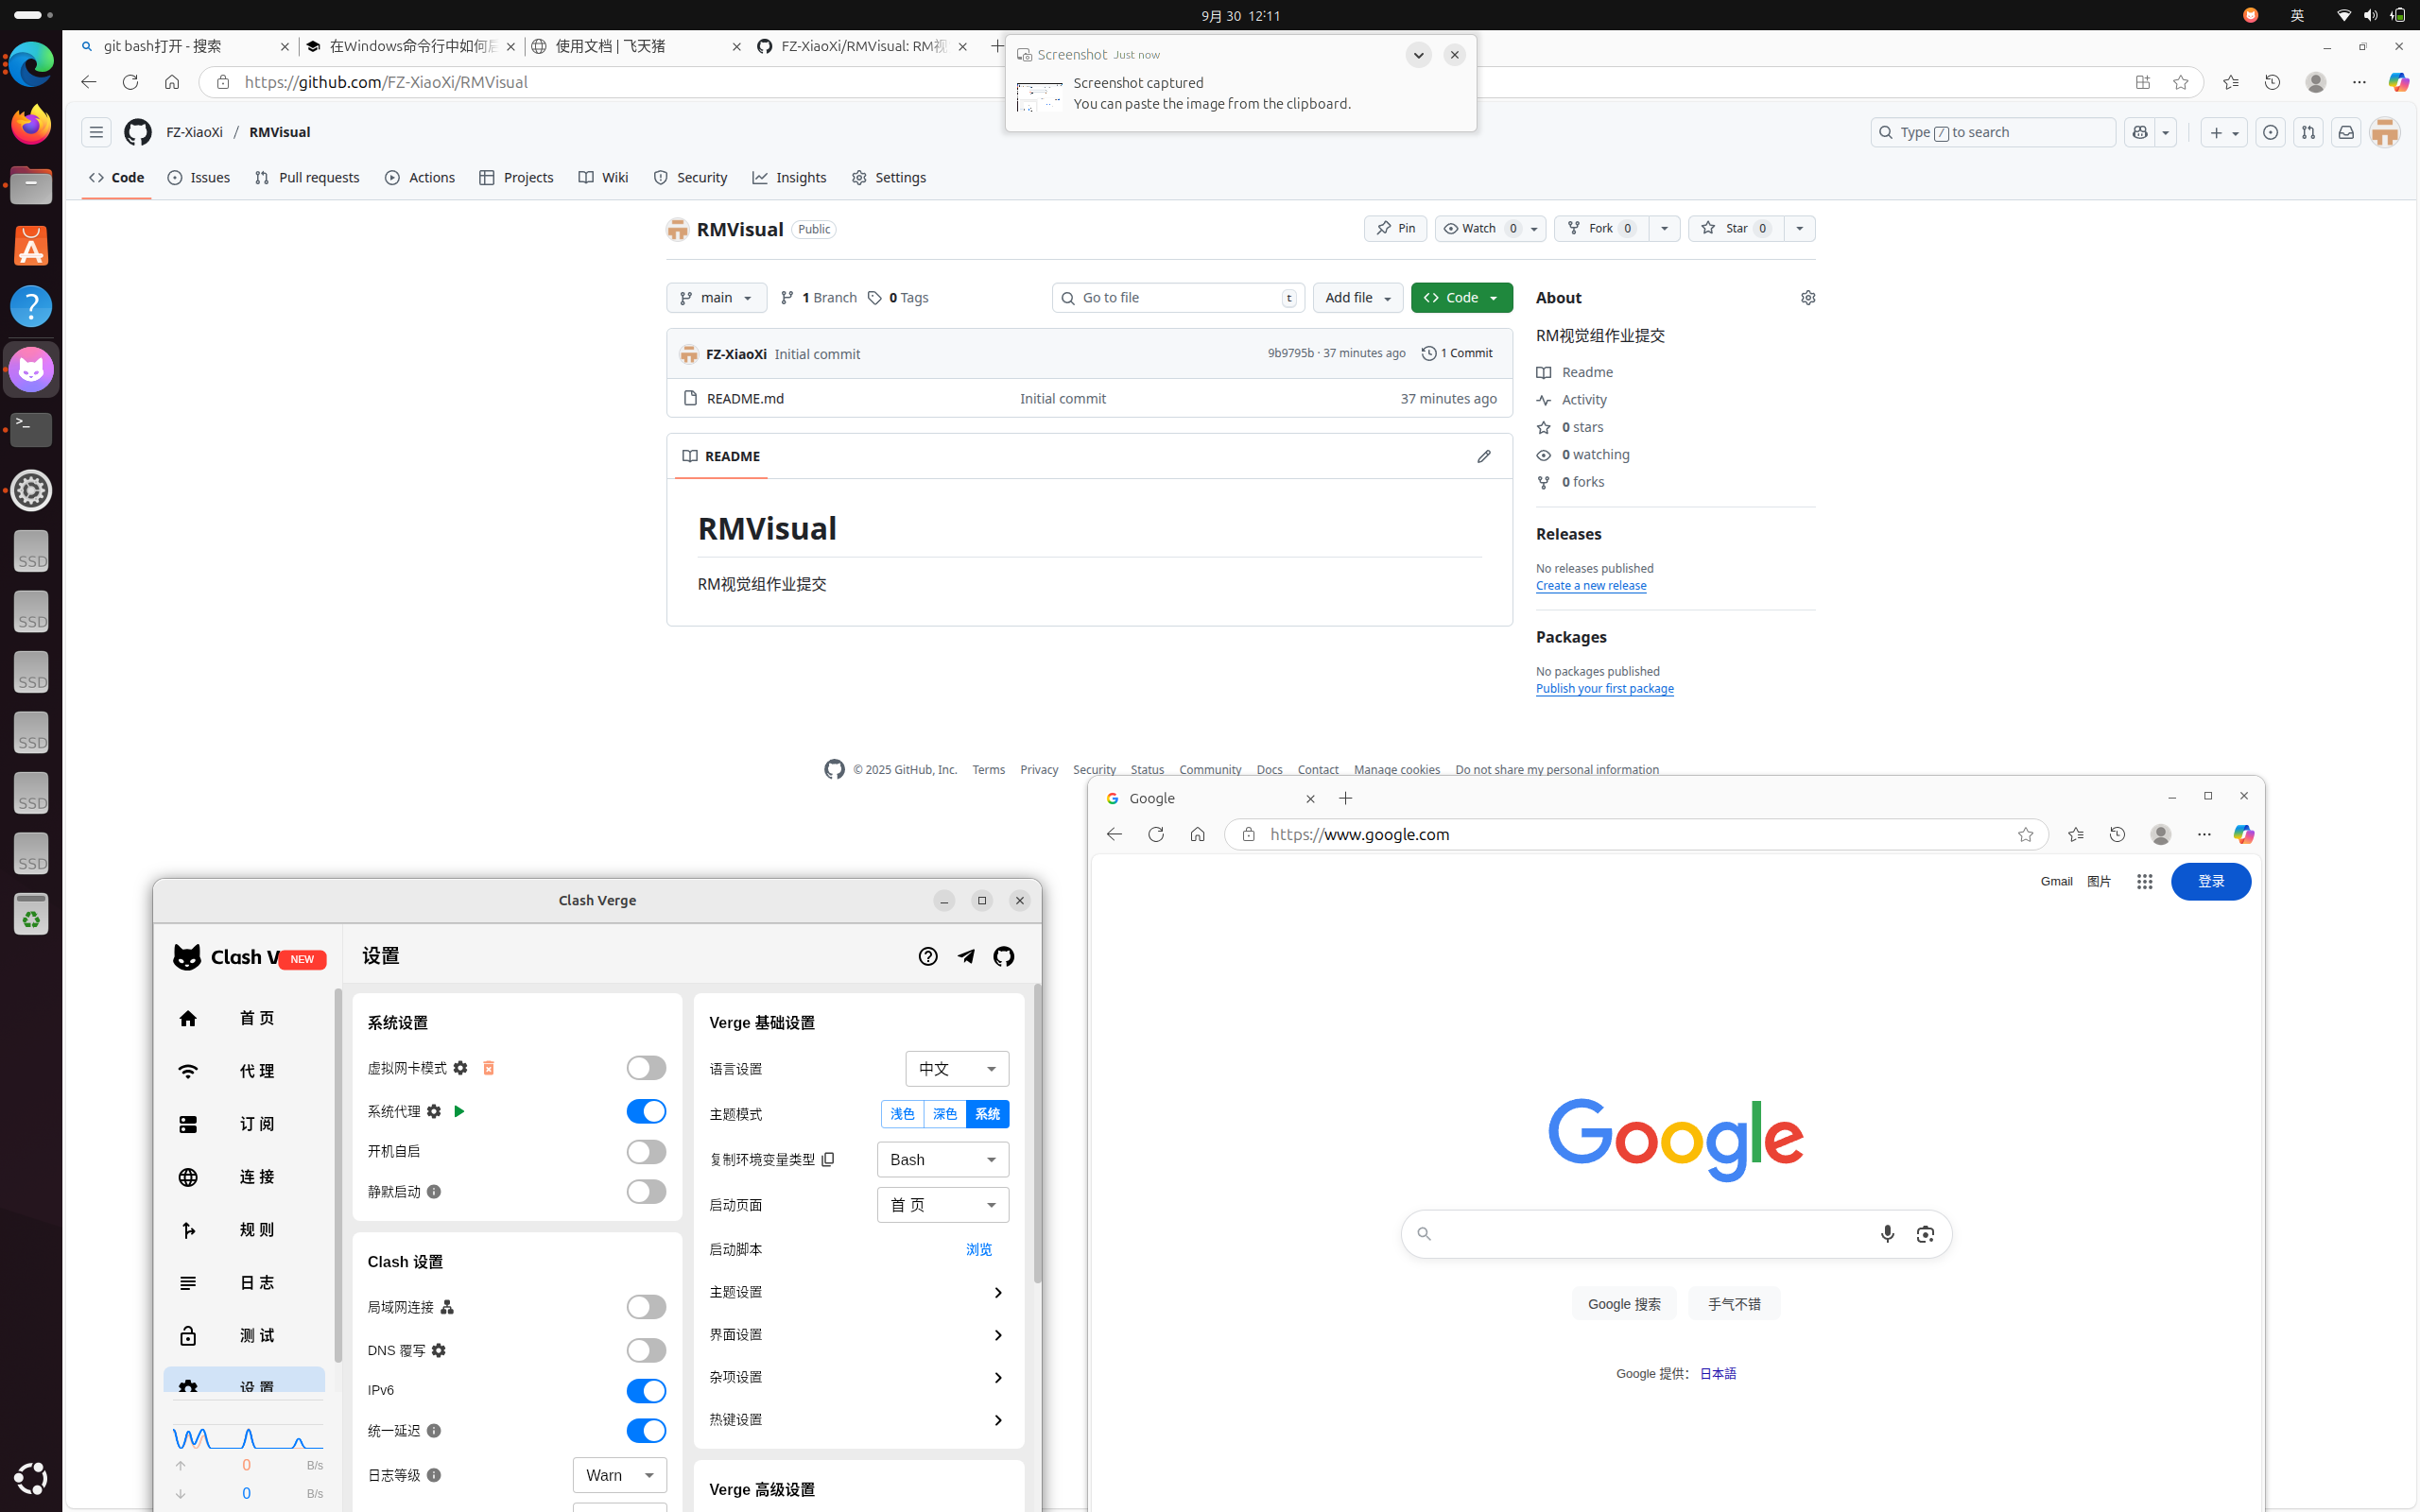 9月 30 12:11
英
git bash打开 - 搜索
在Windows命令行中如何启
使用文档 | 飞天猪
FZ-XiaoXi/RMVisual: RM视
https://github.com/FZ-XiaoXi/RMVisual
Screenshot Just now
Screenshot captured
You can paste the image from the clipboard.
FZ-XiaoXi / RMVisual
Type / to search
Code
Issues
Pull requests
Actions
Projects
Wiki
Security
Insights
Settings
RMVisual Public
Pin
Watch 0
Fork 0
Star 0
main
1 Branch
0 Tags
Go to file t
Add file
Code
FZ-XiaoXi Initial commit 9b9795b · 37 minutes ago 1 Commit
README.md Initial commit 37 minutes ago
README
RMVisual
RM视觉组作业提交
About
RM视觉组作业提交
Readme
Activity
0 stars
0 watching
0 forks
Releases
No releases published
Create a new release
Packages
No packages published
Publish your first package
© 2025 GitHub, Inc. Terms Privacy Security Status Community Docs Contact Manage cookies Do not share my personal information
SSD
SSD
SSD
SSD
SSD
SSD
Clash Verge
Clash V NEW
首 页
代 理
订 阅
连 接
规 则
日 志
测 试
设 置
0 B/s
0 B/s
设置
系统设置
虚拟网卡模式
系统代理
开机自启
静默启动
Clash 设置
局域网连接
DNS 覆写
IPv6
统一延迟
日志等级 Warn
Verge 基础设置
语言设置 中文
主题模式 浅色 深色 系统
复制环境变量类型 Bash
启动页面 首 页
启动脚本 浏览
主题设置
界面设置
杂项设置
热键设置
Verge 高级设置
Google
https://www.google.com
Gmail 图片 登录
Google
Google 搜索 手气不错
Google 提供： 日本語